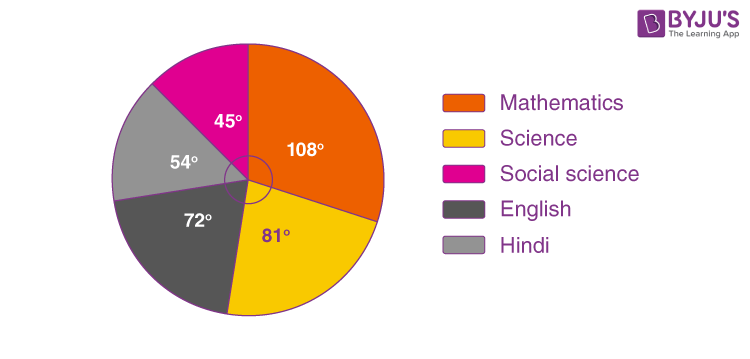 BYJU'S
The Learning App
45°
108°
54°
72°
81°
Mathematics
Science
Social science
English
Hindi